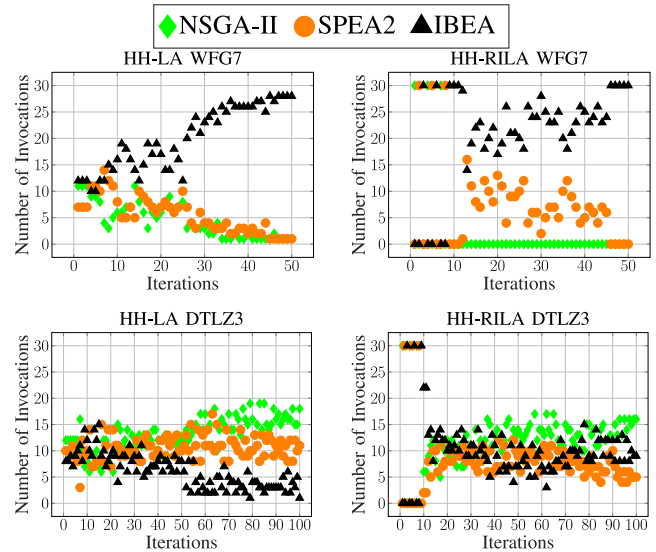 NSGA-II SPEA2 IBEA
HH-LA WFG7
Number of Invocations
30
25
20
15
10
5
0
0 10 20 30 40 50
Iterations
HH-RILA WFG7
Number of Invocations
30
25
20
15
10
5
0
0 10 20 30 40 50
Iterations
HH-LA DTLZ3
Number of Invocations
30
25
20
15
10
5
0
0 10 20 30 40 50 60 70 80 90 100
Iterations
HH-RILA DTLZ3
Number of Invocations
30
25
20
15
10
5
0
0 10 20 30 40 50 60 70 80 90 100
Iterations